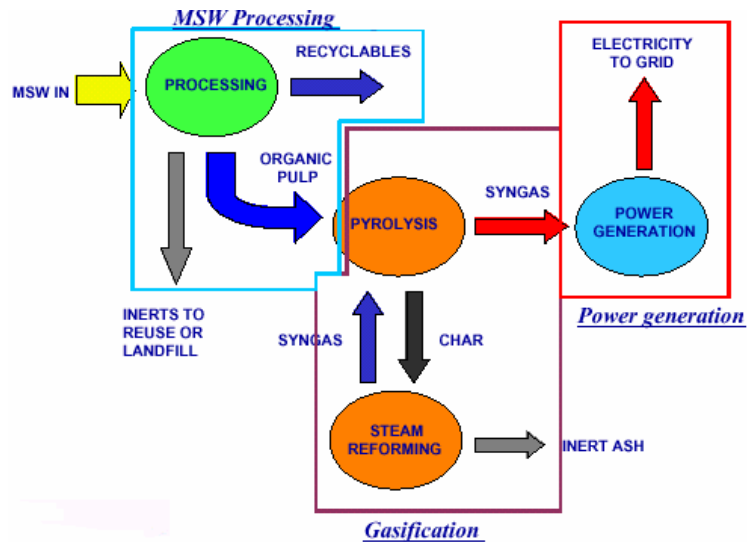 MSW Processing
ELECTRICITY
TO GRID
RECYCLABLES
PROCESSING
MSW IN
ORGANIC
PULP
SYNGAS
PYROLYSIS
POWER
GENERATION
INERTS TO
REUSE OR
LANDFILL
SYNGAS
CHAR
Power generation
STEAM
REFORMING
INERT ASH
Gasification